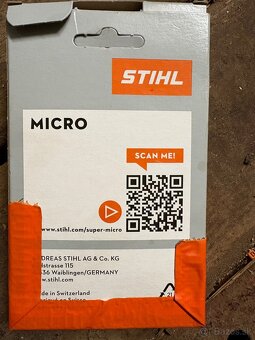 STIHL
MICRO
SCAN ME!
www.stihl.com/super-micro
DREAS STIHL AG & Co. KG
straße 115
36 Waiblingen/GERMANY
w.stihl.com
de in Switzerland